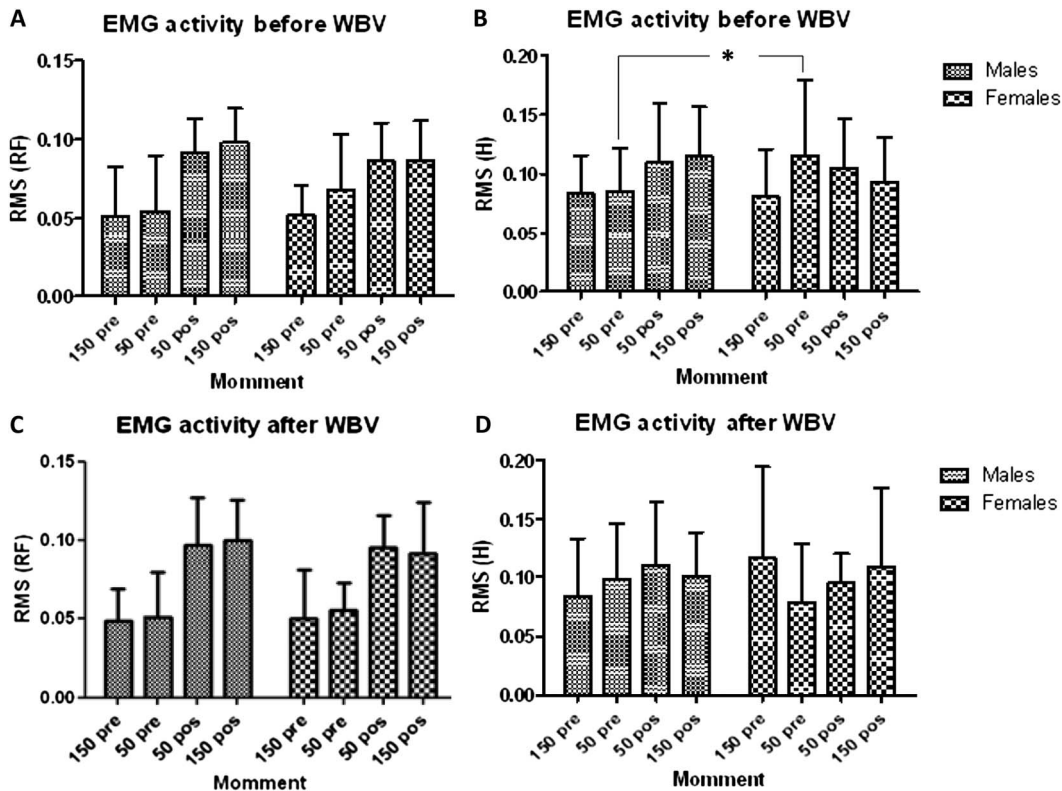 A
EMG activity before WBV
RMS (RF)
0.15
0.10
0.05
0.00
150 pre
50 pre
50 pos
150 pos
150 pre
50 pre
50 pos
150 pos
Momment
B
EMG activity before WBV
RMS (H)
0.20
0.15
0.10
0.05
0.00
*
150 pre
50 pre
50 pos
150 pos
150 pre
50 pre
50 pos
150 pos
Momment
Males
Females
C
EMG activity after WBV
RMS (RF)
0.15
0.10
0.05
0.00
150 pre
50 pre
50 pos
150 pos
150 pre
50 pre
50 pos
150 pos
Momment
D
EMG activity after WBV
RMS (H)
0.20
0.15
0.10
0.05
0.00
150 pre
50 pre
50 pos
150 pos
150 pre
50 pre
50 pos
150 pos
Momment
Males
Females